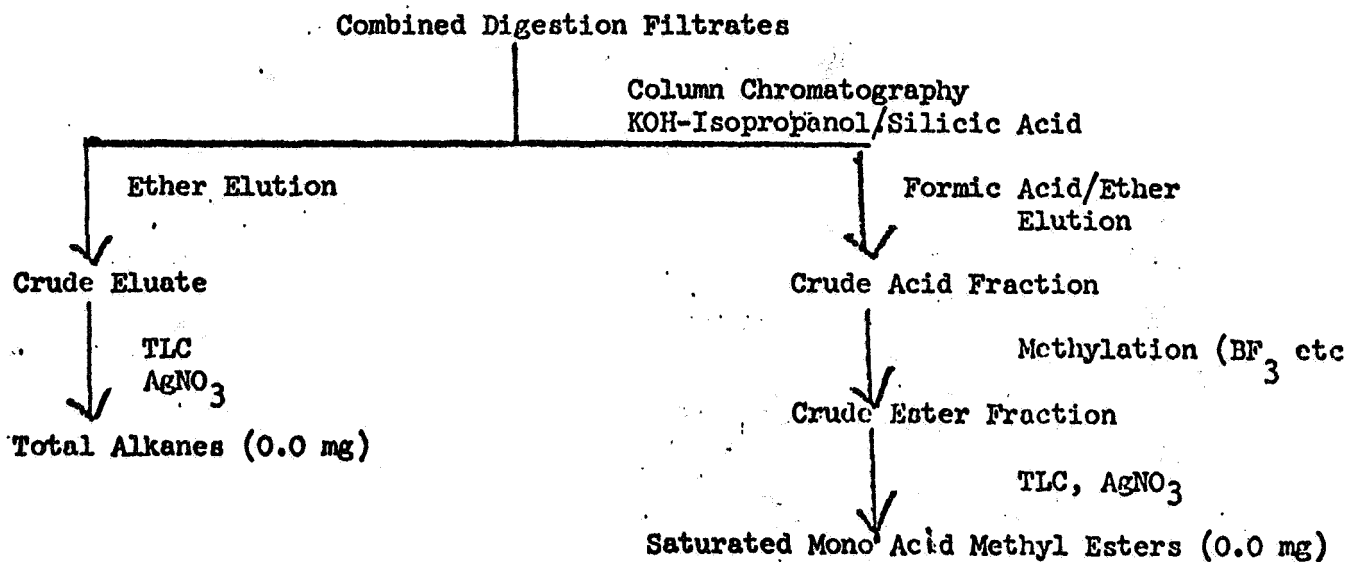 Combined Digestion Filtrates
Column Chromatography
KOH-Isopropanol/Silicic Acid
Ether Elution
Formic Acid/Ether
Elution
Crude Eluate
Crude Acid Fraction
TLC
AgNO3
Methylation (BF3 etc
Crude Ester Fraction
Total Alkanes (0.0 mg)
TLC, AgNO3
Saturated Mono Acid Methyl Esters (0.0 mg)